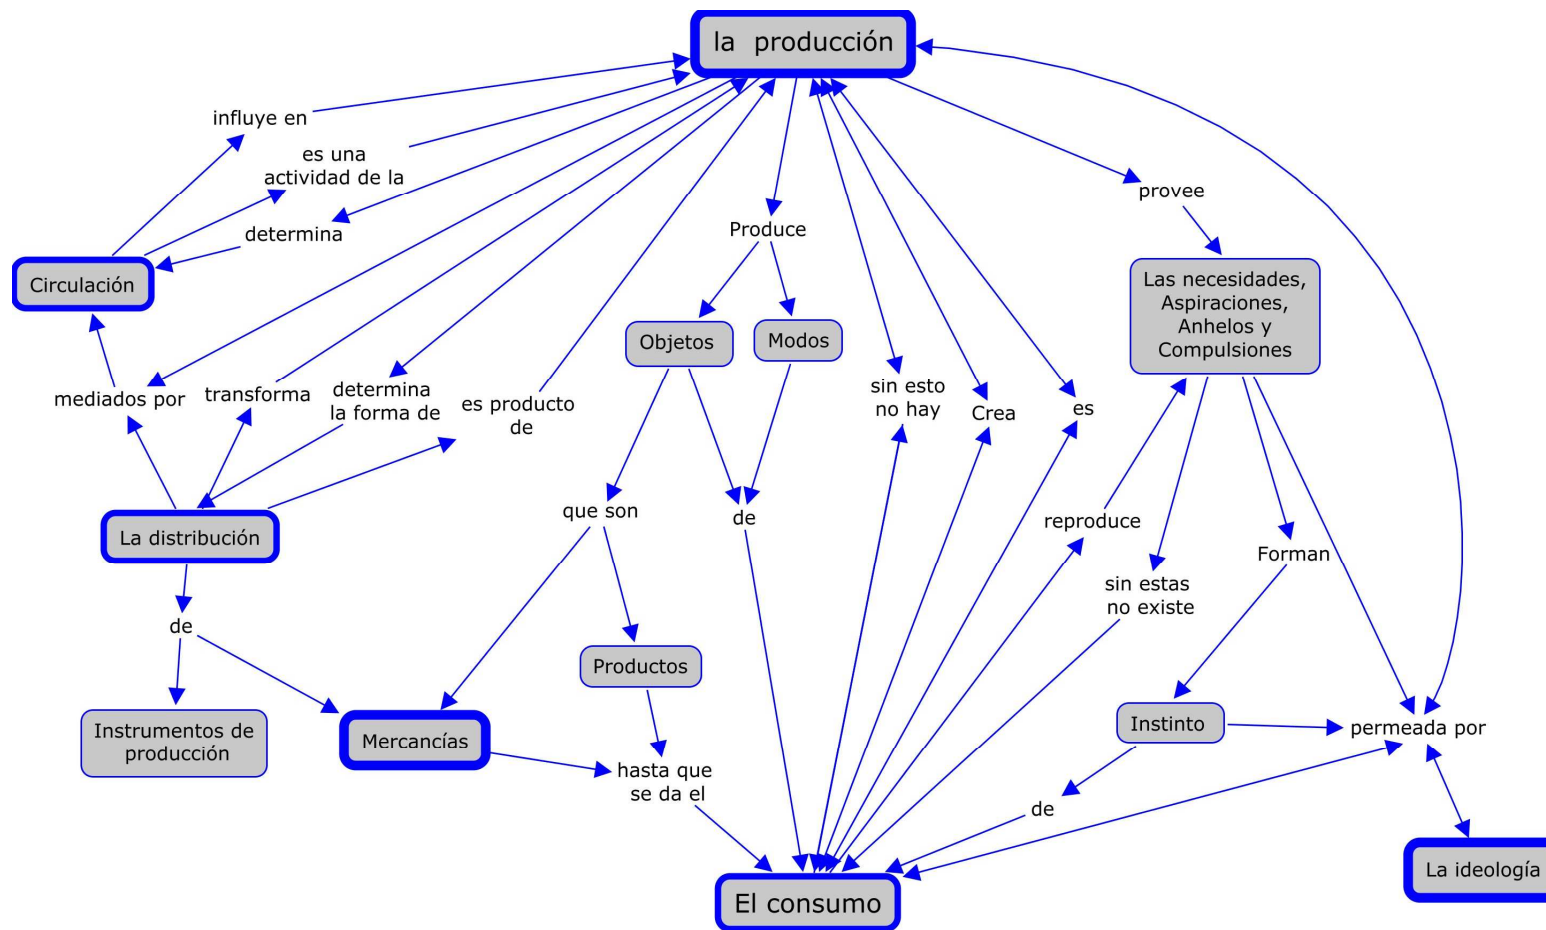 la producción
influye en
es una
actividad de la
provee
determina
Produce
Circulación
Las necesidades,
Aspiraciones,
Anhelos y
Compulsiones
Objetos
Modos
mediados por
transforma
determina
la forma de
es producto
de
sin esto
no hay
Crea
es
que son
de
reproduce
La distribución
Forman
sin estas
no existe
de
Productos
Instrumentos de
producción
Mercancías
Instinto
permeada por
hasta que
se da el
de
La ideología
El consumo